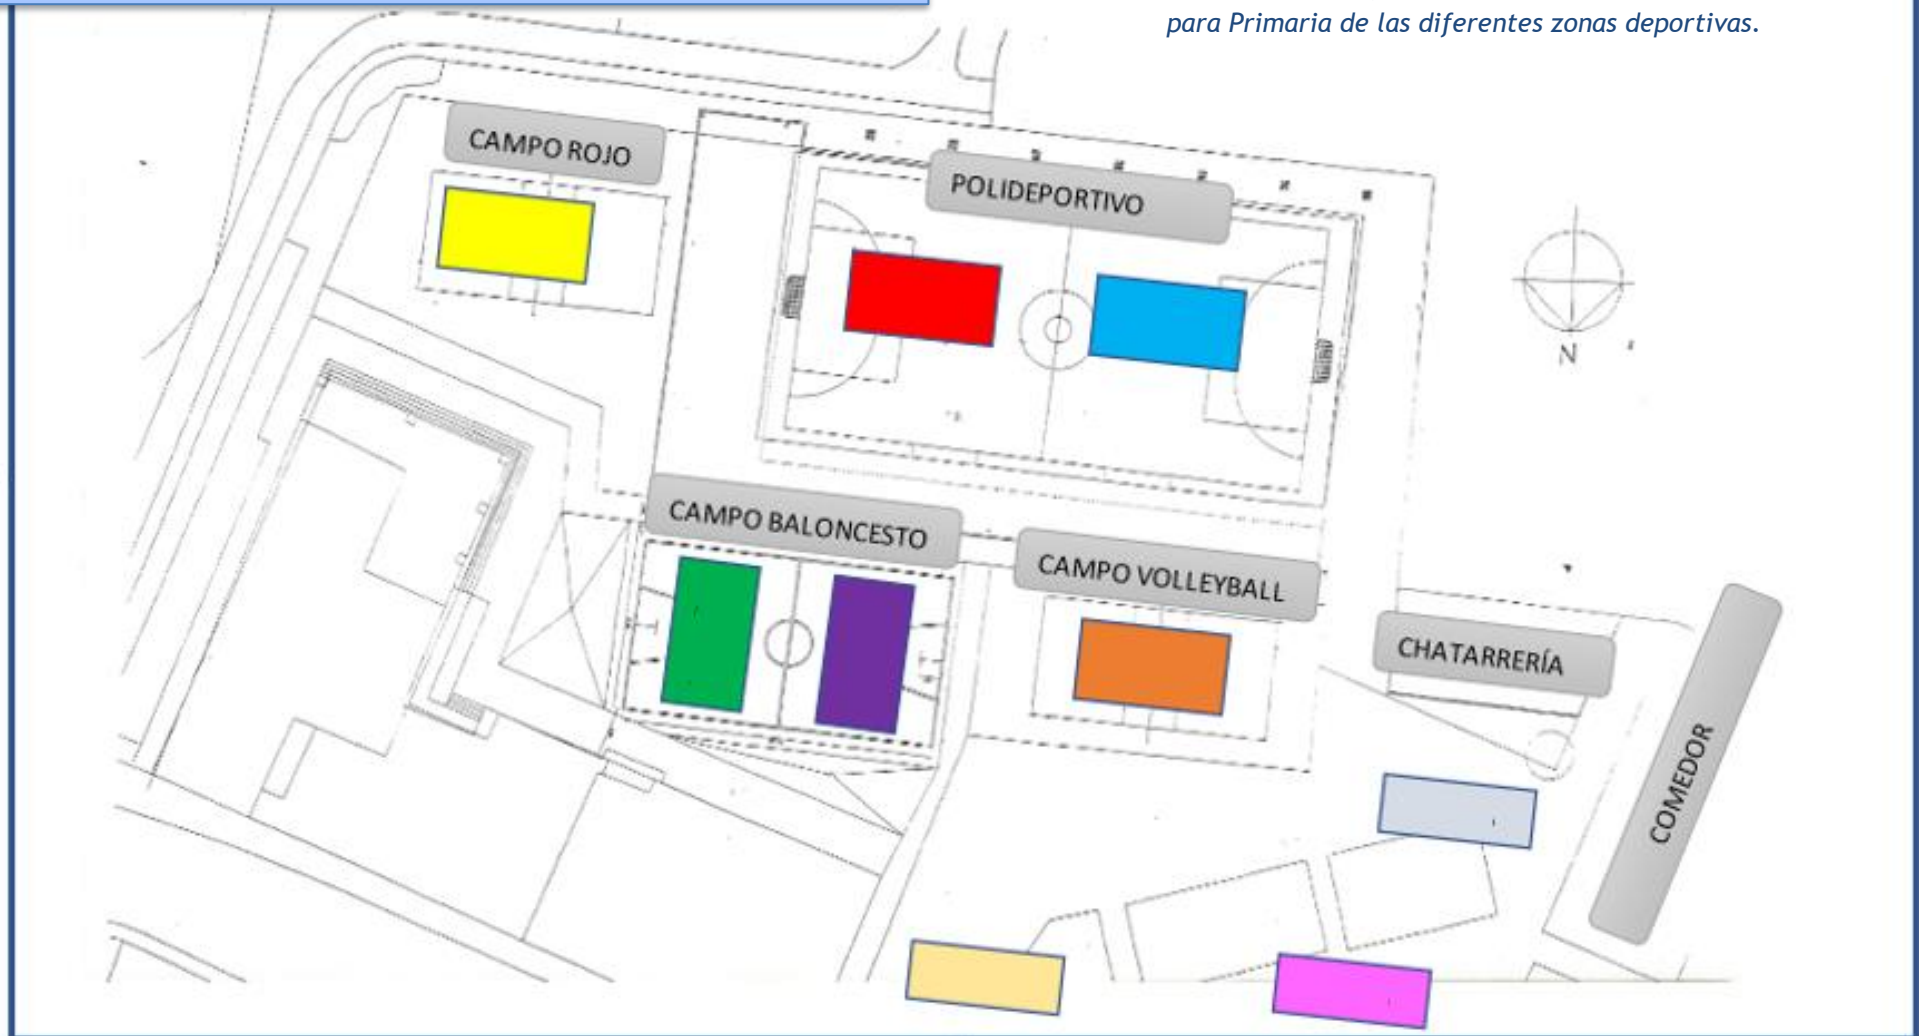 para Primaria de las diferentes zonas deportivas.
CAMPO ROJO
POLIDEPORTIVO
N
CAMPO BALONCESTO
CAMPO VOLLEYBALL
CHATARRERÍA
COMEDOR